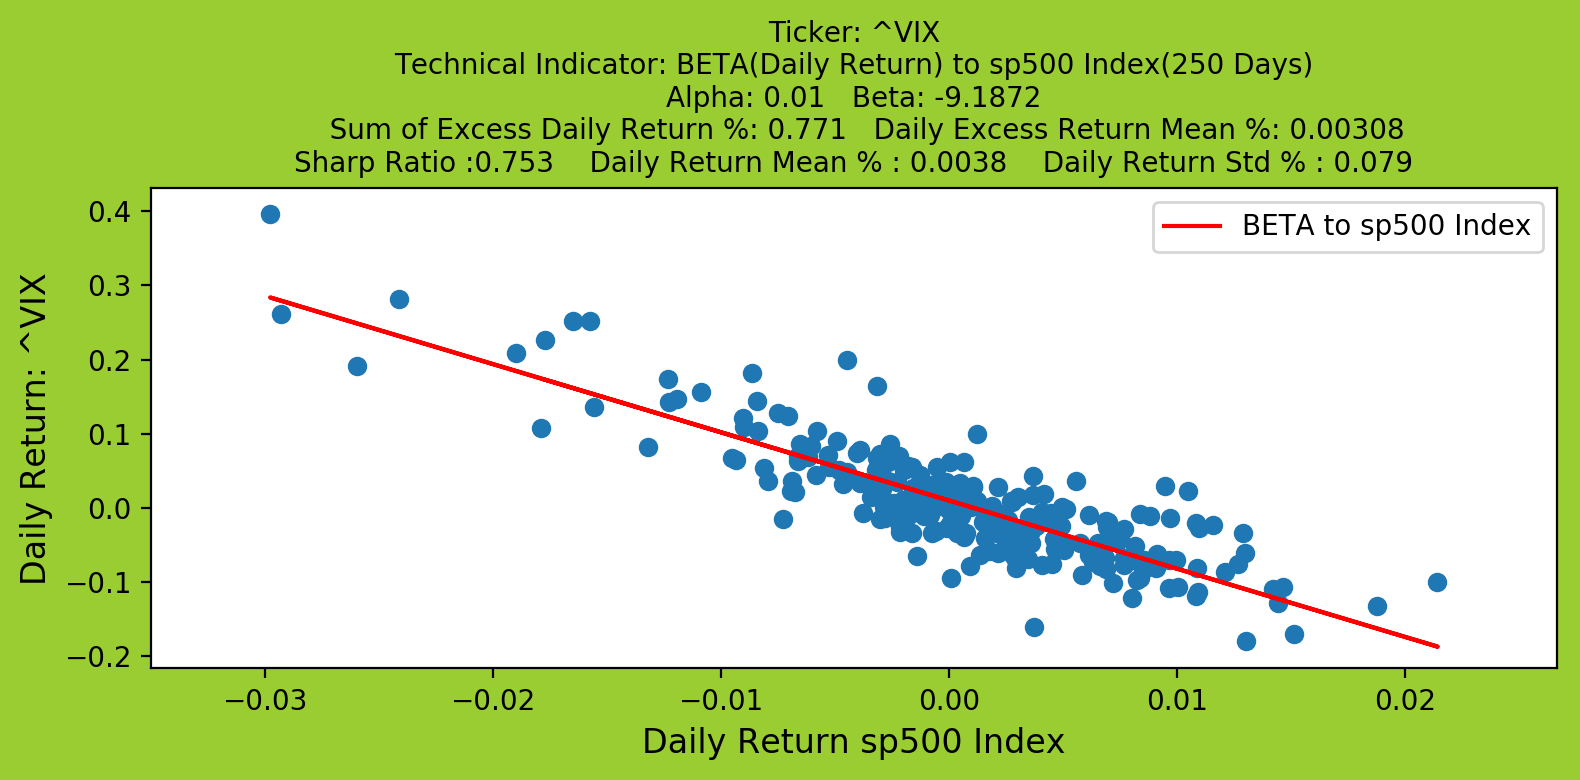 Ticker: ^VIX
Technical Indicator: BETA(Daily Return) to sp500 Index(250 Days)
Alpha: 0.01   Beta: -9.1872
Sum of Excess Daily Return %: 0.771   Daily Excess Return Mean %: 0.00308
Sharp Ratio :0.753    Daily Return Mean % : 0.0038    Daily Return Std % : 0.079
BETA to sp500 Index
Daily Return: ^VIX
0.4
0.3
0.2
0.1
0.0
−0.1
−0.2
−0.03 −0.02 −0.01 0.00 0.01 0.02
Daily Return sp500 Index